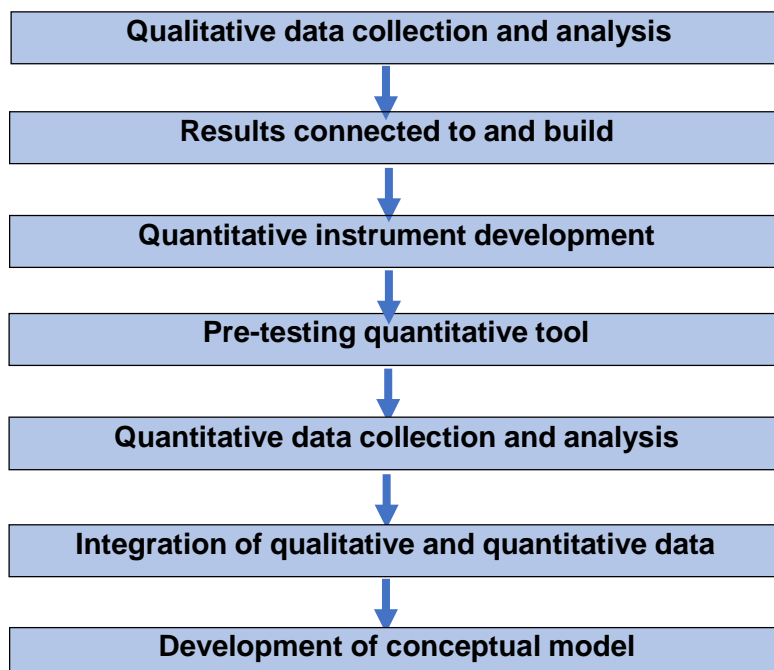 Qualitative data collection and analysis
Results connected to and build
Quantitative instrument development
Pre-testing quantitative tool
Quantitative data collection and analysis
Integration of qualitative and quantitative data
Development of conceptual model